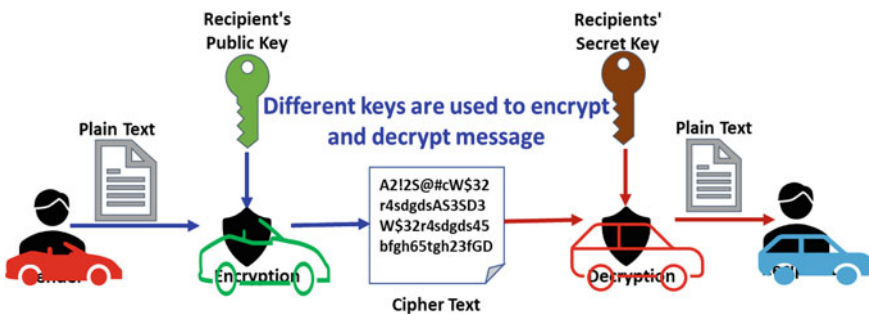 Recipient's
Public Key
Recipients'
Secret Key
Different keys are used to encrypt
and decrypt message
Plain Text
Plain Text
A2!2S@#cW$32
r4sdgdsAS3SD3
W$32r4sdgds45
bfgh65tgh23fGD
Encryption
Decryption
Cipher Text